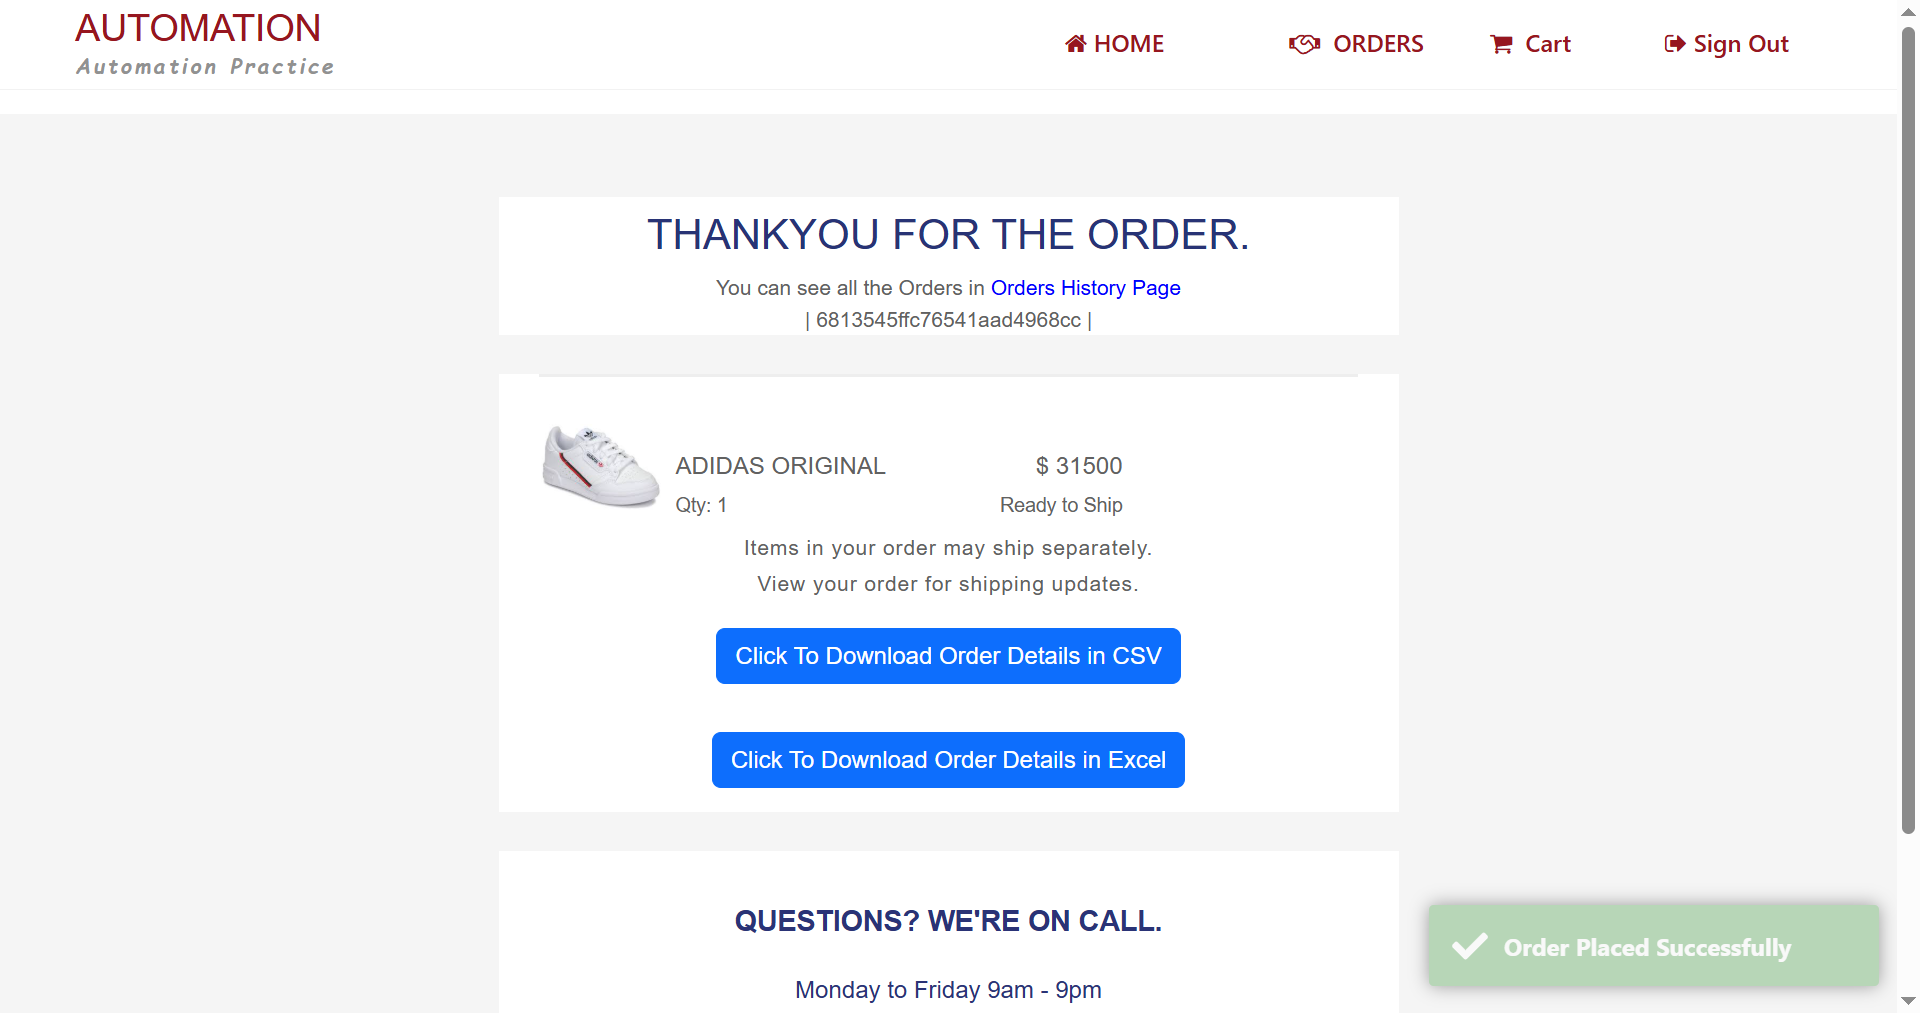 AUTOMATION
Automation Practice
HOME
ORDERS
Cart
Sign Out
THANKYOU FOR THE ORDER.
You can see all the Orders in Orders History Page
| 6813545ffc76541aad4968cc |
ADIDAS ORIGINAL
$ 31500
Qty: 1
Ready to Ship
Items in your order may ship separately.
View your order for shipping updates.
Click To Download Order Details in CSV
Click To Download Order Details in Excel
QUESTIONS? WE'RE ON CALL.
Monday to Friday 9am - 9pm
Order Placed Successfully